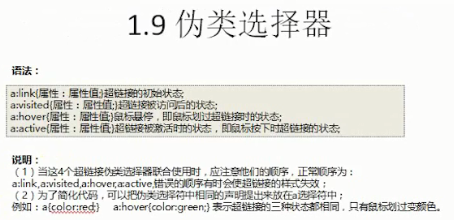 1.9 伪类选择器
语法：
a:link{属性：属性值;}超链接的初始状态;
a:visited{属性：属性值;}超链接被访问后的状态;
a:hover{属性：属性值;}鼠标悬停，即鼠标划过超链接时的状态;
a:active{属性：属性值;}超链接被激活时的状态，即鼠标按下时超链接的状态;
说明：
（1）当这4个超链接伪类选择器联合使用时，应注意他们的顺序，正常顺序为：
a:link,a:visited,a:hover,a:active,错误的顺序有时会使超链接的样式失效；
（2）为了简化代码，可以把伪类选择符中相同的声明提出来放在a选择符中；
例如：a{color:red;} a:hover{color:green;} 表示超链接的三种状态都相同，只有鼠标划过变颜色。